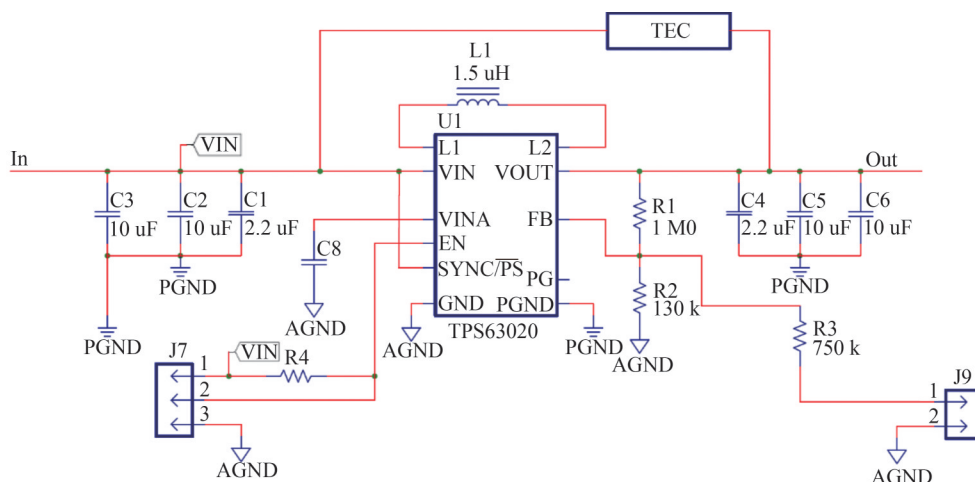 TEC
L1
1.5 uH
U1
VIN
In
L1
L2
VIN
VOUT
Out
C3
10 uF
C2
10 uF
C1
2.2 uF
VINA
FB
R1
1 M0
C4
2.2 uF
C5
10 uF
C6
10 uF
C8
EN
SYNC/PS
PG
PGND
GND
PGND
R2
130 k
AGND
TPS63020
AGND
PGND
AGND
PGND
R3
750 k
VIN
J7
R4
1
2
3
AGND
J9
1
2
AGND